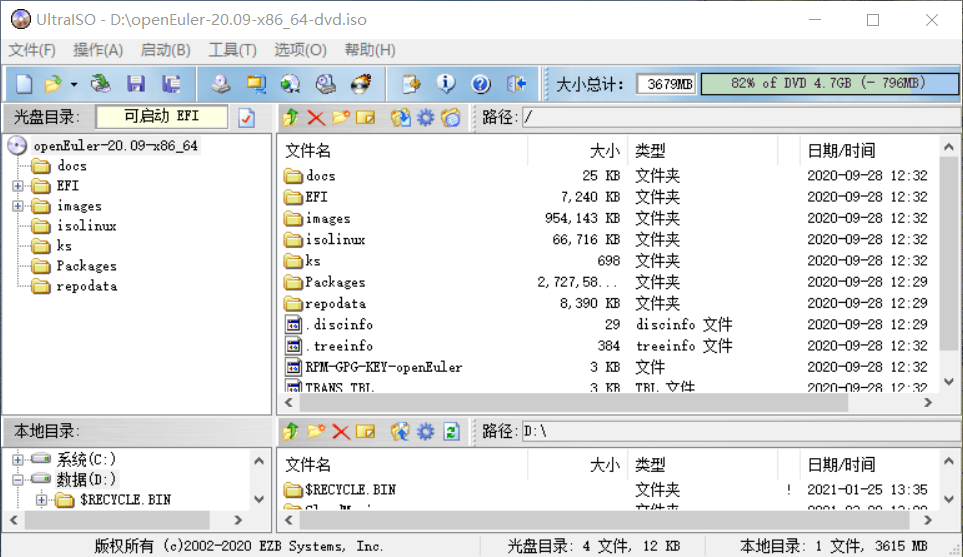 UltraISO - D:\openEuler-20.09-x86_64-dvd.iso
文件(F) 操作(A) 启动(B) 工具(T) 选项(O) 帮助(H)
大小总计: 3679MB 82% of DVD 4.7GB (- 796MB)
光盘目录: 可启动 EFI 路径: /
openEuler-20.09-x86_64
docs
EFI
images
isolinux
ks
Packages
repodata
文件名 大小 类型 日期/时间
docs 25 KB 文件夹 2020-09-28 12:32
EFI 7,240 KB 文件夹 2020-09-28 12:32
images 954,143 KB 文件夹 2020-09-28 12:32
isolinux 66,716 KB 文件夹 2020-09-28 12:32
ks 698 文件夹 2020-09-28 12:32
Packages 2,727,58... 文件夹 2020-09-28 12:29
repodata 8,390 KB 文件夹 2020-09-28 12:29
.discinfo 29 discinfo 文件 2020-09-28 12:29
.treeinfo 384 treeinfo 文件 2020-09-28 12:32
RPM-GPG-KEY-openEuler 3 KB 文件 2020-09-28 12:32
TRANS.TBL 3 KB TBL 文件 2020-09-28 12:32
本地目录: 路径: D:\
系统(C:)
数据(D:)
$RECYCLE.BIN
文件名 大小 类型 日期/时间
$RECYCLE.BIN 文件夹 ! 2021-01-25 13:35
文件夹
版权所有 (c)2002-2020 EZB Systems, Inc. 光盘目录: 4 文件, 12 KB 本地目录: 1 文件, 3615 MB